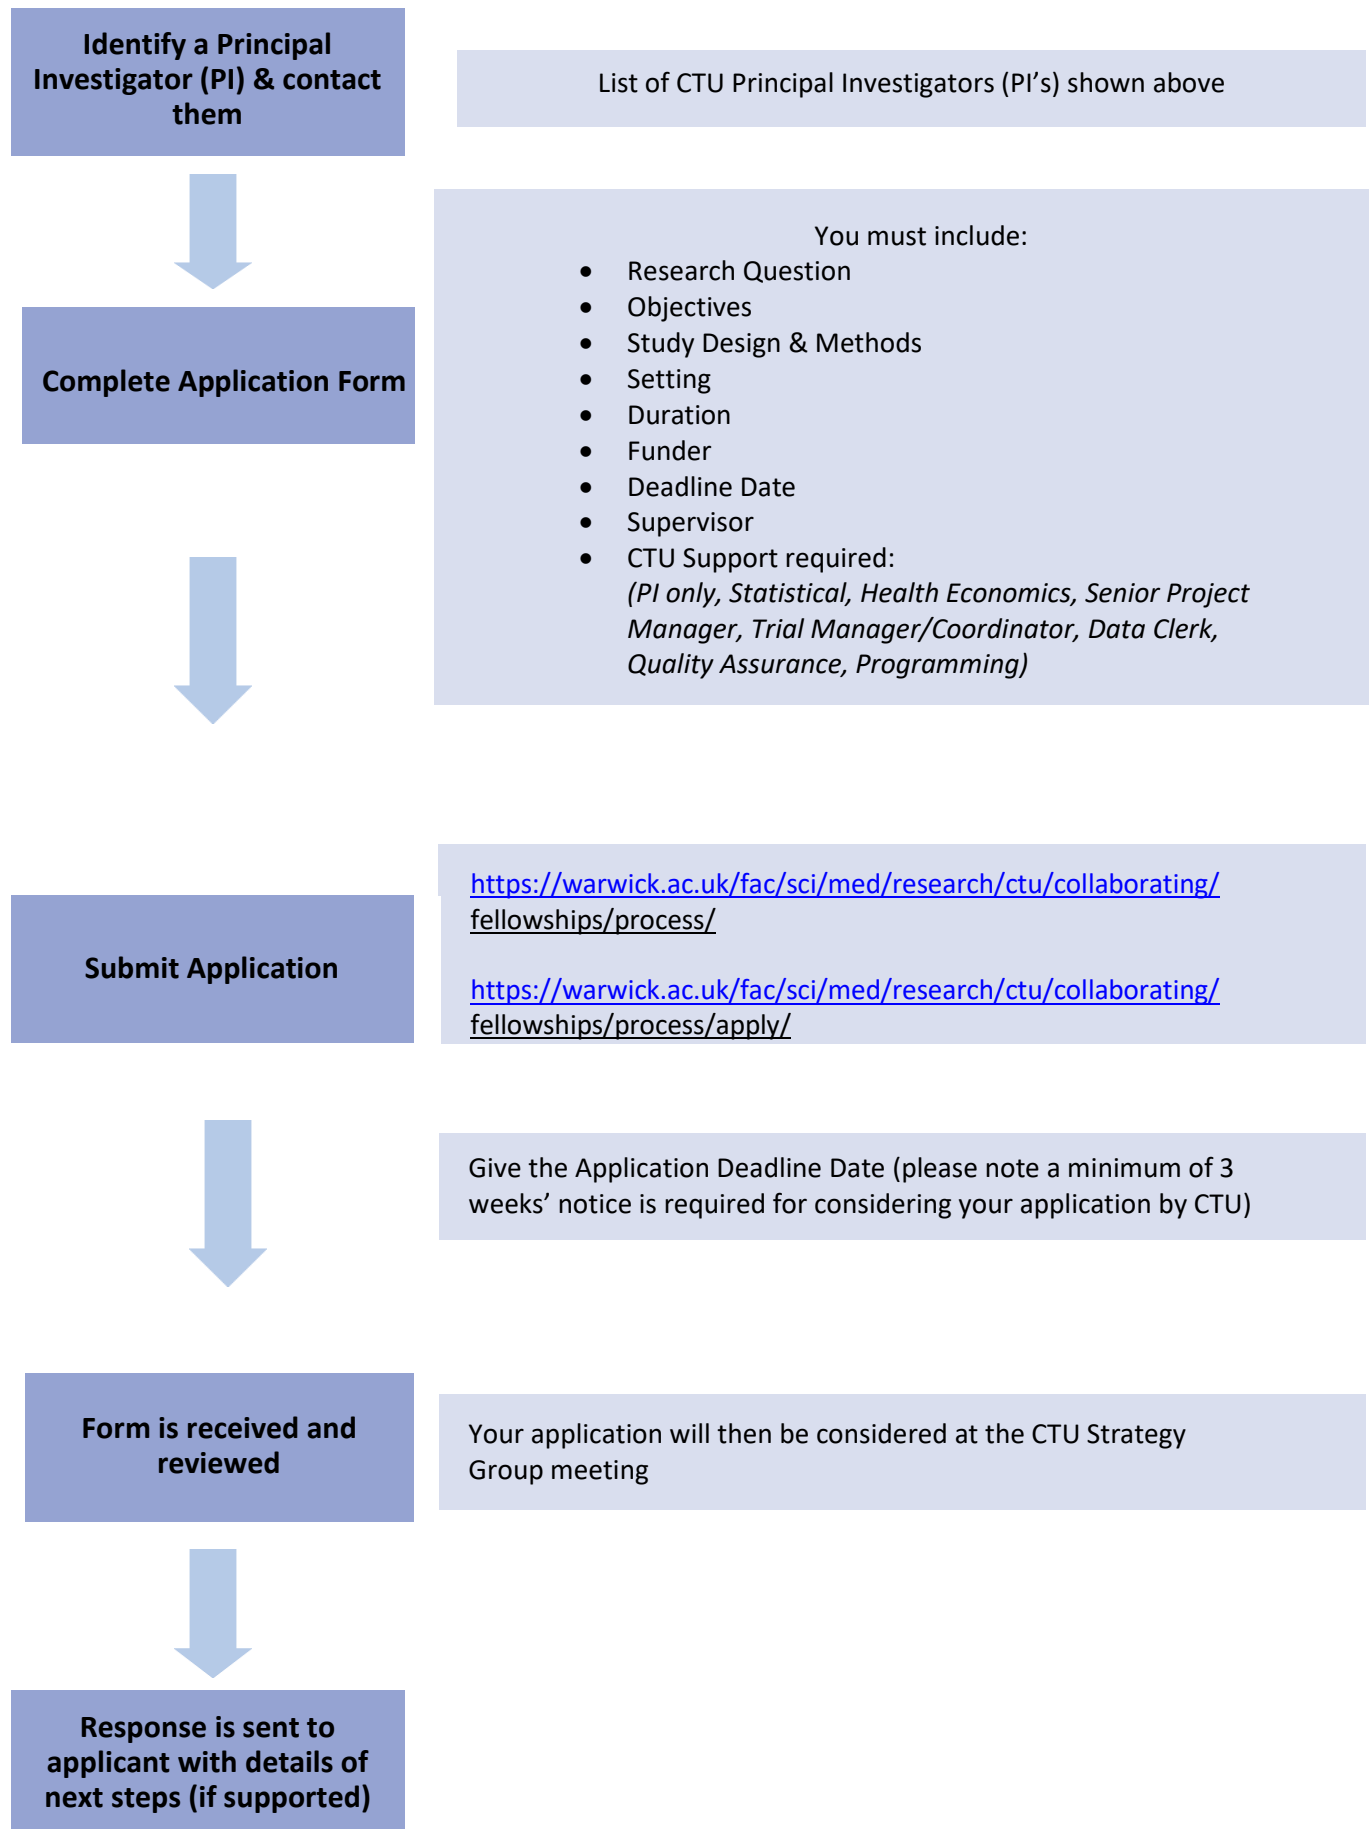 Identify a Principal
Investigator (PI) & contact
them
List of CTU Principal Investigators (PI's) shown above
You must include:
• Research Question
• Objectives
• Study Design & Methods
• Setting
• Duration
• Funder
• Deadline Date
• Supervisor
• CTU Support required:
(PI only, Statistical, Health Economics, Senior Project
Manager, Trial Manager/Coordinator, Data Clerk,
Quality Assurance, Programming)
Complete Application Form
https://warwick.ac.uk/fac/sci/med/research/ctu/collaborating/
fellowships/process/
https://warwick.ac.uk/fac/sci/med/research/ctu/collaborating/
fellowships/process/apply/
Submit Application
Give the Application Deadline Date (please note a minimum of 3
weeks’ notice is required for considering your application by CTU)
Form is received and
reviewed
Your application will then be considered at the CTU Strategy
Group meeting
Response is sent to
applicant with details of
next steps (if supported)